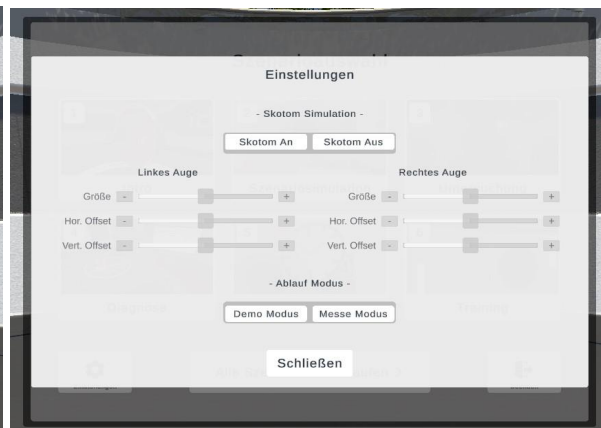 Einstellungen
- Skotom Simulation -
Skotom An Skotom Aus
Linkes Auge Rechtes Auge
Größe - + Größe - +
Hor. Offset - + Hor. Offset - +
Vert. Offset - + Vert. Offset - +
- Ablauf Modus -
Demo Modus Messe Modus
Schließen